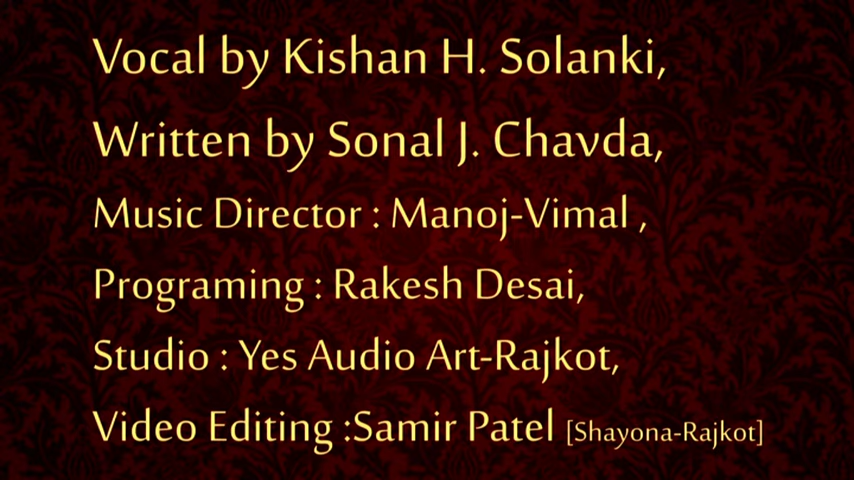 Vocal by Kishan H. Solanki,
Written by Sonal J. Chavda,
Music Director : Manoj-Vimal ,
Programing : Rakesh Desai,
Studio : Yes Audio Art-Rajkot,
Video Editing :Samir Patel [Shayona-Rajkot]